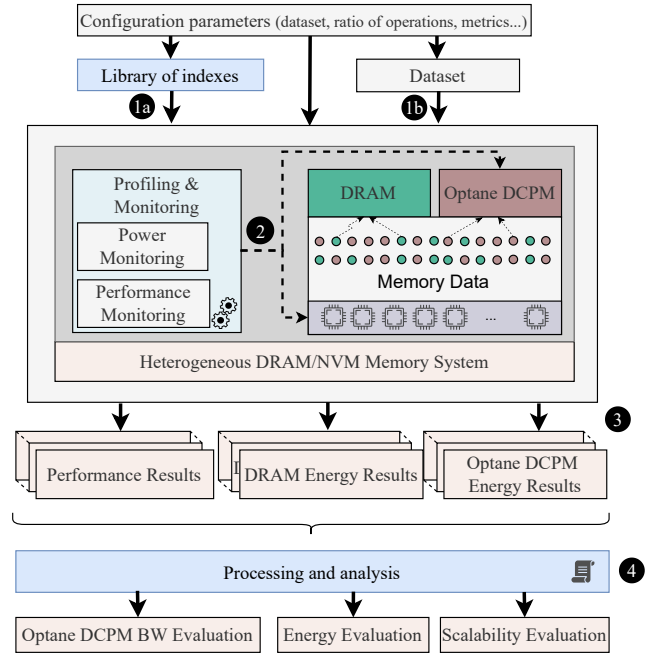 Configuration parameters (dataset, ratio of operations, metrics...)
Library of indexes
Dataset
1a
1b
Profiling &
Monitoring
Power
Monitoring
Performance
Monitoring
2
DRAM
Optane DCPM
Memory Data
...
Heterogeneous DRAM/NVM Memory System
3
Performance Results
DRAM Energy Results
Optane DCPM
Energy Results
Processing and analysis
4
Optane DCPM BW Evaluation
Energy Evaluation
Scalability Evaluation